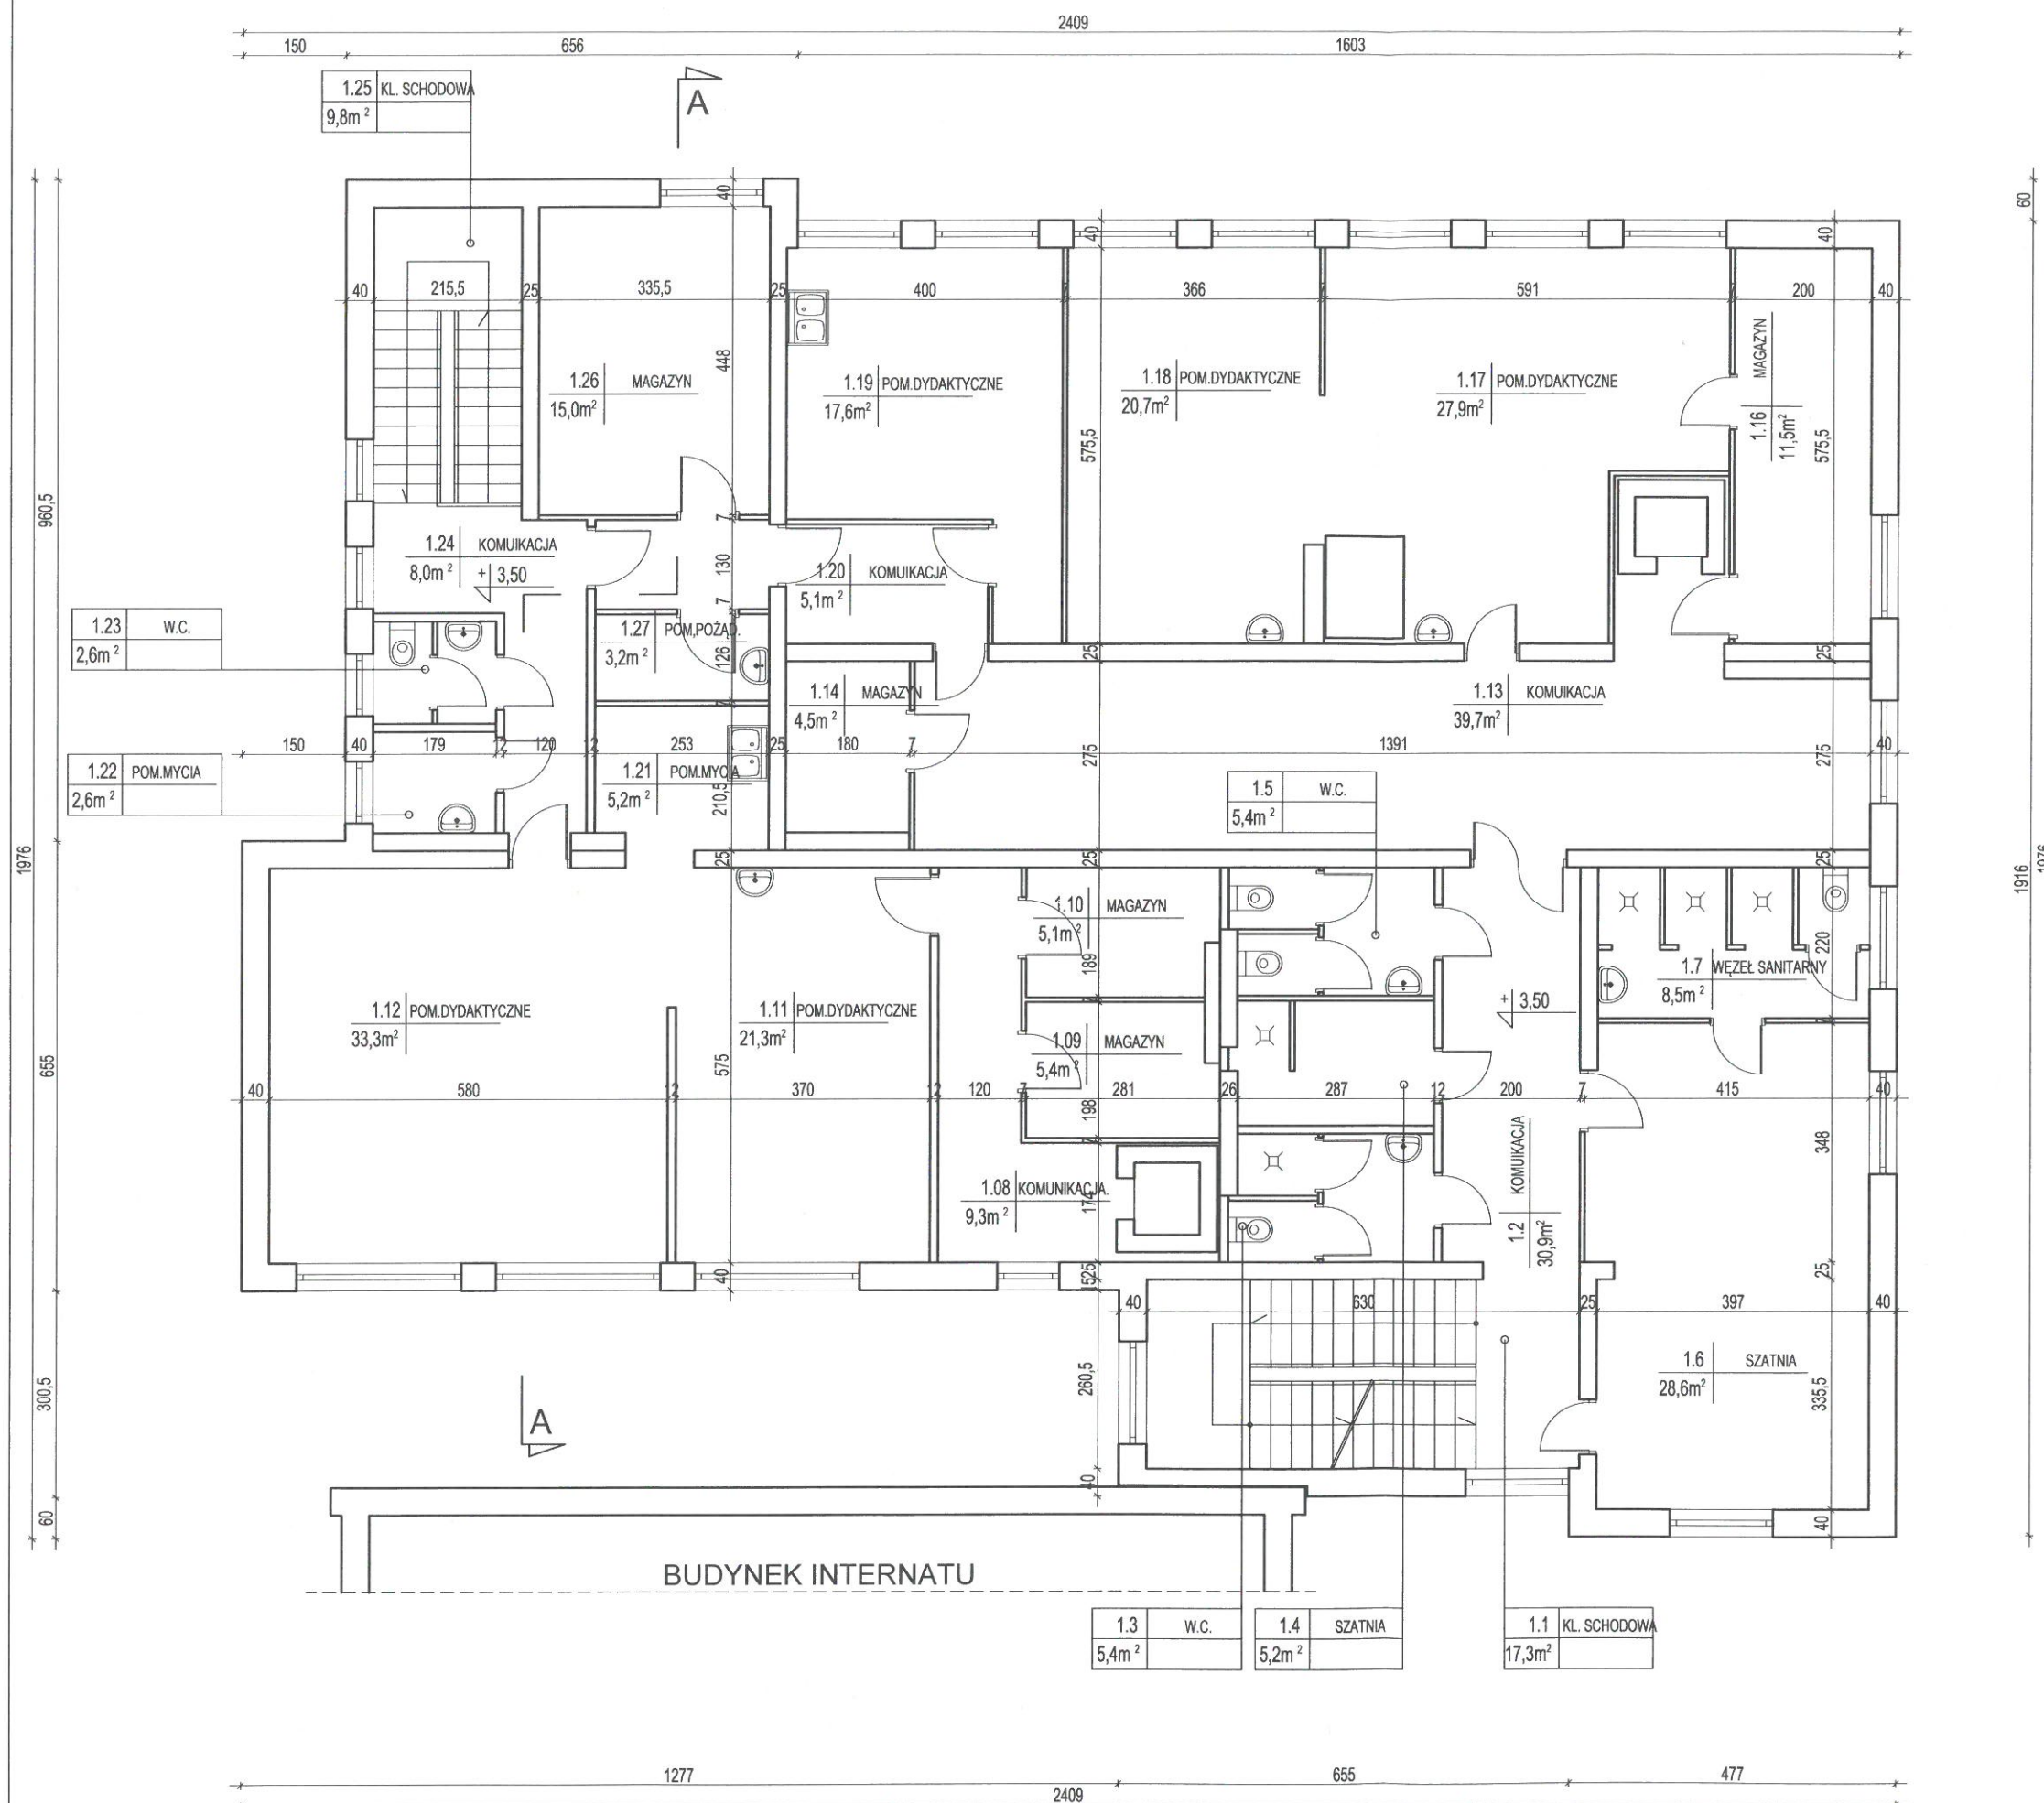 2409
150 656 1603
1.25 KL. SCHODOWA
9,8m²
A
40
60
40 40
40 215,5 25 335,5 25 400 7 366 7 591 7 200 40
448
1.26 MAGAZYN
15,0m²
1.19 POM.DYDAKTYCZNE
17,6m²
1.18 POM.DYDAKTYCZNE
20,7m²
1.17 POM.DYDAKTYCZNE
27,9m²
1.16 MAGAZYN
11,5m²
575,5 575,5
960,5
7
130
7
1.24 KOMUIKACJA
8,0m²
+ 3,50
1.20 KOMUIKACJA
5,1m²
1.23 W.C.
2,6m²
1.27 POM,POŻĄD.
3,2m²
126
25 25
1.14 MAGAZYN
4,5m²
1.13 KOMUIKACJA
39,7m²
150 40 179 12 120 12 253 25 180 7 1391 40
275 275
1.22 POM.MYCIA
2,6m²
1.21 POM.MYCIA
5,2m²
210,5
1.5 W.C.
5,4m²
25 25 25
1976
1916
1976
1.10 MAGAZYN
5,1m²
189
220
1.7 WĘZEŁ SANITARNY
8,5m²
+ 3,50
1.12 POM.DYDAKTYCZNE
33,3m²
1.11 POM.DYDAKTYCZNE
21,3m²
1.09 MAGAZYN
5,4m²
655
575
40 580 12 370 12 120 7 281 26 287 12 200 7 415 40
198
348
1.2 KOMUIKACJA
30,9m²
1.08 KOMUNIKACJA.
9,3m²
174
40
25
15
25
40 630 25 397 40
300,5
260,5
1.6 SZATNIA
28,6m²
335,5
A
40
60
40
BUDYNEK INTERNATU
1.3 W.C.
5,4m²
1.4 SZATNIA
5,2m²
1.1 KL. SCHODOWA
17,3m²
1277 655 477
2409